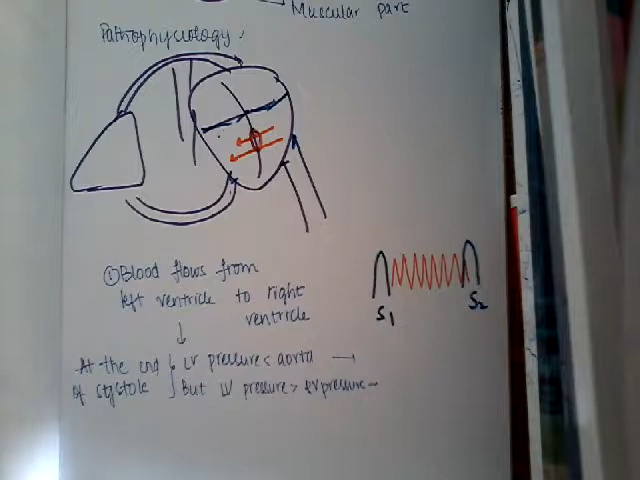 Muscular part
Pathophysiology:
① Blood flows from
left ventricle to right
ventricle
↓
At the end LV pressure < aorta →
of systole But LV pressure > RV pressure -
S1
S2